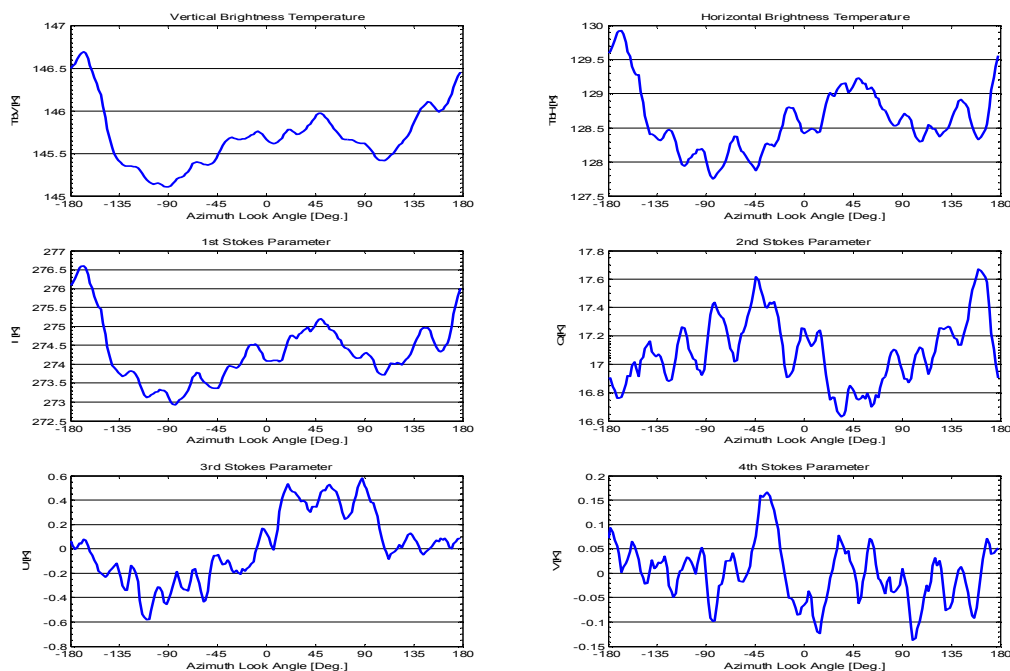 Vertical Brightness Temperature
147
146.5
146
145.5
145
TbV[K]
-180 -135 -90 -45 0 45 90 135 180
Azimuth Look Angle [Deg.]
Horizontal Brightness Temperature
130
129.5
129
128.5
128
127.5
TbH[K]
-180 -135 -90 -45 0 45 90 135 180
Azimuth Look Angle [Deg.]
1st Stokes Parameter
277
276.5
276
275.5
275
274.5
274
273.5
273
272.5
I [K]
-180 -135 -90 -45 0 45 90 135 180
Azimuth Look Angle [Deg.]
2nd Stokes Parameter
17.8
17.6
17.4
17.2
17
16.8
16.6
Q[K]
-180 -135 -90 -45 0 45 90 135 180
Azimuth Look Angle [Deg.]
3rd Stokes Parameter
0.6
0.4
0.2
0
-0.2
-0.4
-0.6
-0.8
U[K]
-180 -135 -90 -45 0 45 90 135 180
Azimuth Look Angle [Deg.]
4th Stokes Parameter
0.2
0.15
0.1
0.05
0
-0.05
-0.1
-0.15
V[K]
-180 -135 -90 -45 0 45 90 135 180
Azimuth Look Angle [Deg.]